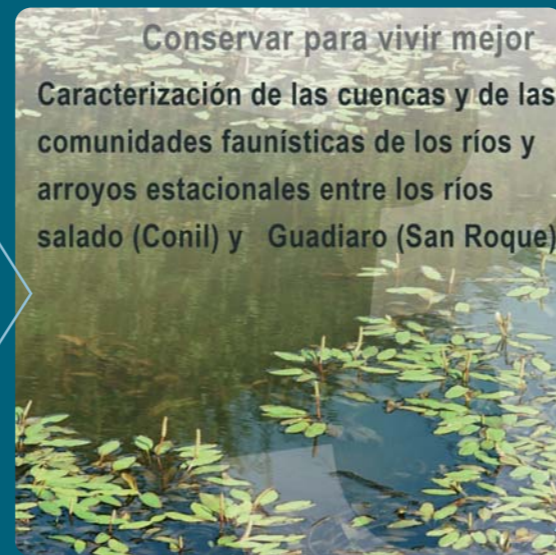 Conservar para vivir mejor
Caracterización de las cuencas y de las
comunidades faunísticas de los ríos y
arroyos estacionales entre los ríos
salado (Conil) y Guadiaro (San Roque)